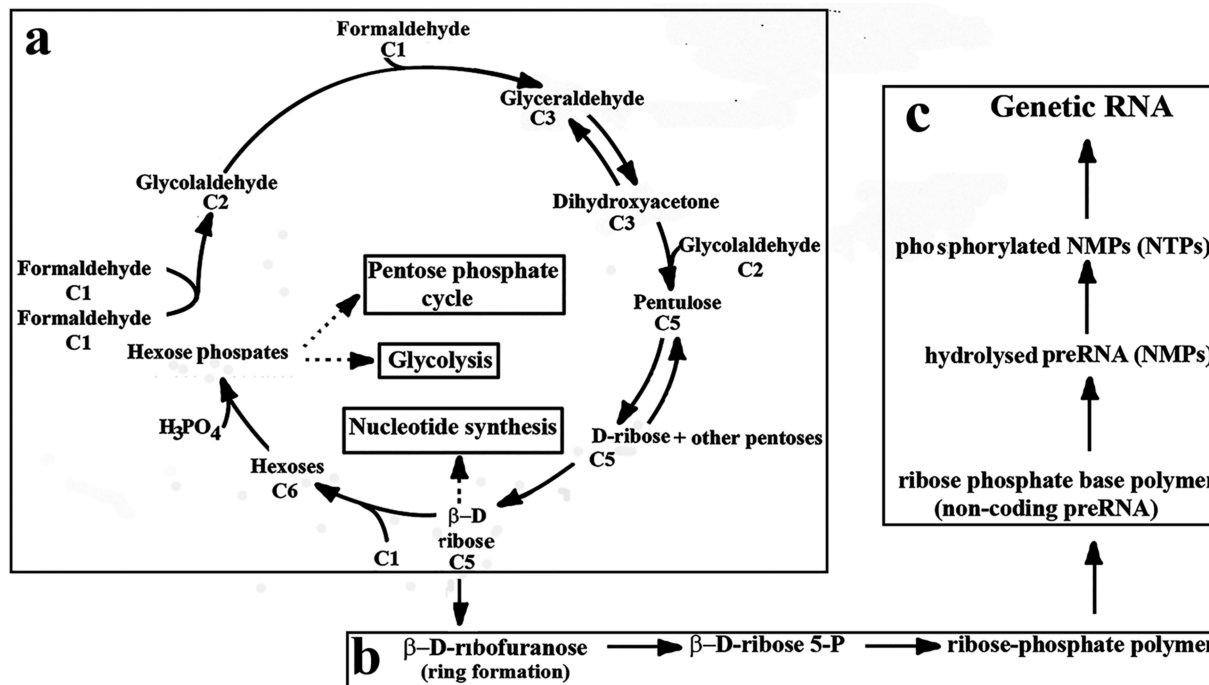 a
Formaldehyde
C1
Glyceraldehyde
C3
Dihydroxyacetone
C3
Glycolaldehyde
C2
Pentulose
C5
D-ribose + other pentoses
C5
β–D
ribose
C5
C1
Hexoses
C6
H3PO4
Hexose phospates
Formaldehyde
C1
Formaldehyde
C1
Glycolaldehyde
C2
Pentose phosphate
cycle
Glycolysis
Nucleotide synthesis
b
β–D-ribofuranose
(ring formation)
β–D-ribose 5-P
ribose-phosphate polymer
c
Genetic RNA
phosphorylated NMPs (NTPs)
hydrolysed preRNA (NMPs)
ribose phosphate base polymer
(non-coding preRNA)